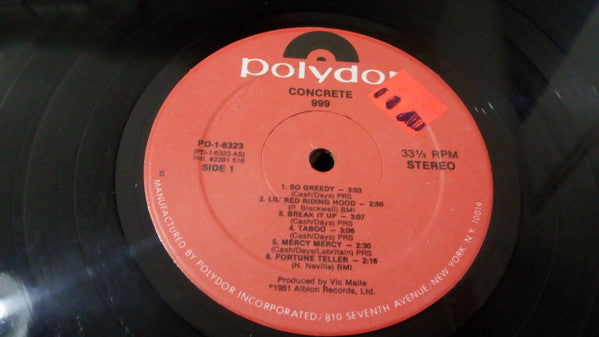 polydor
CONCRETE
999
PD-1-6323
(PD-1-6323-AS)
Intl. #2391 516
SIDE 1
33⅓ RPM
STEREO
1. SO GREEDY — 3:03
(Cash/Days) PRS
2. LIL' RED RIDING HOOD — 2:50
(R. Blackwell) BMI
3. BREAK IT UP — 3:07
(Cash/Days) PRS
4. TABOO — 3:06
(Cash/Days) PRS
5. MERCY MERCY — 2:30
(Cash/Days/Labritain) PRS
6. FORTUNE TELLER — 2:16
(N. Neville) BMI
Produced by Vic Maile
℗1981 Albion Records, Ltd.
MANUFACTURED BY POLYDOR INCORPORATED / 810 SEVENTH AVENUE / NEW YORK, N.Y. 10019